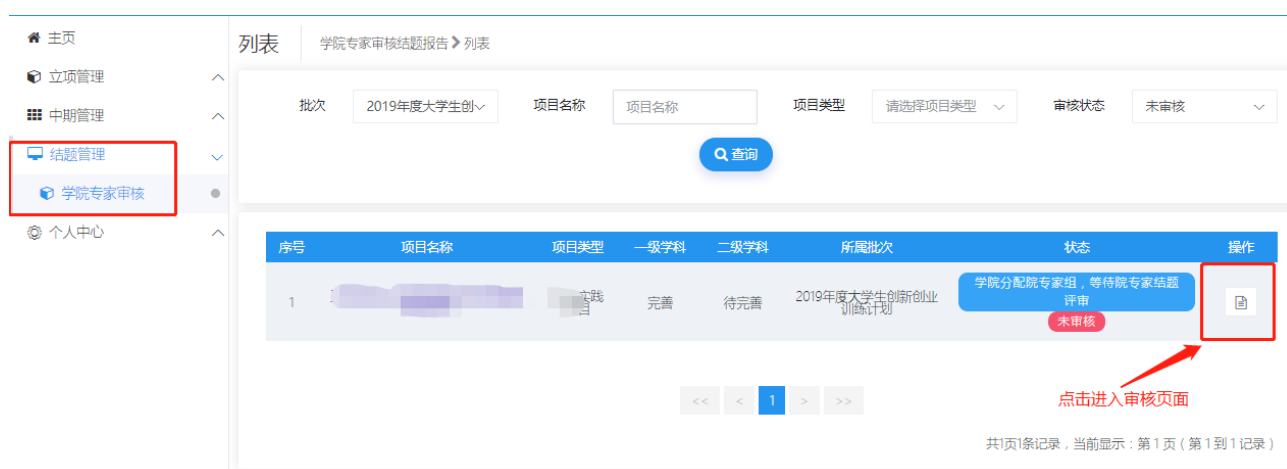 主页
立项管理
中期管理
结题管理
学院专家审核
个人中心
列表 学院专家审核结题报告 列表
批次 2019年度大学生创 项目名称 项目名称 项目类型 请选择项目类型 审核状态 未审核
查询
序号 项目名称 项目类型 一级学科 二级学科 所属批次 状态 操作
1 实践 完善 待完善 2019年度大学生创新创业
训练计划
学院分配院专家组，等待院专家结题
评审
未审核
<< < 1 > >>
点击进入审核页面
共1页1条记录，当前显示：第1页（第1到1记录）